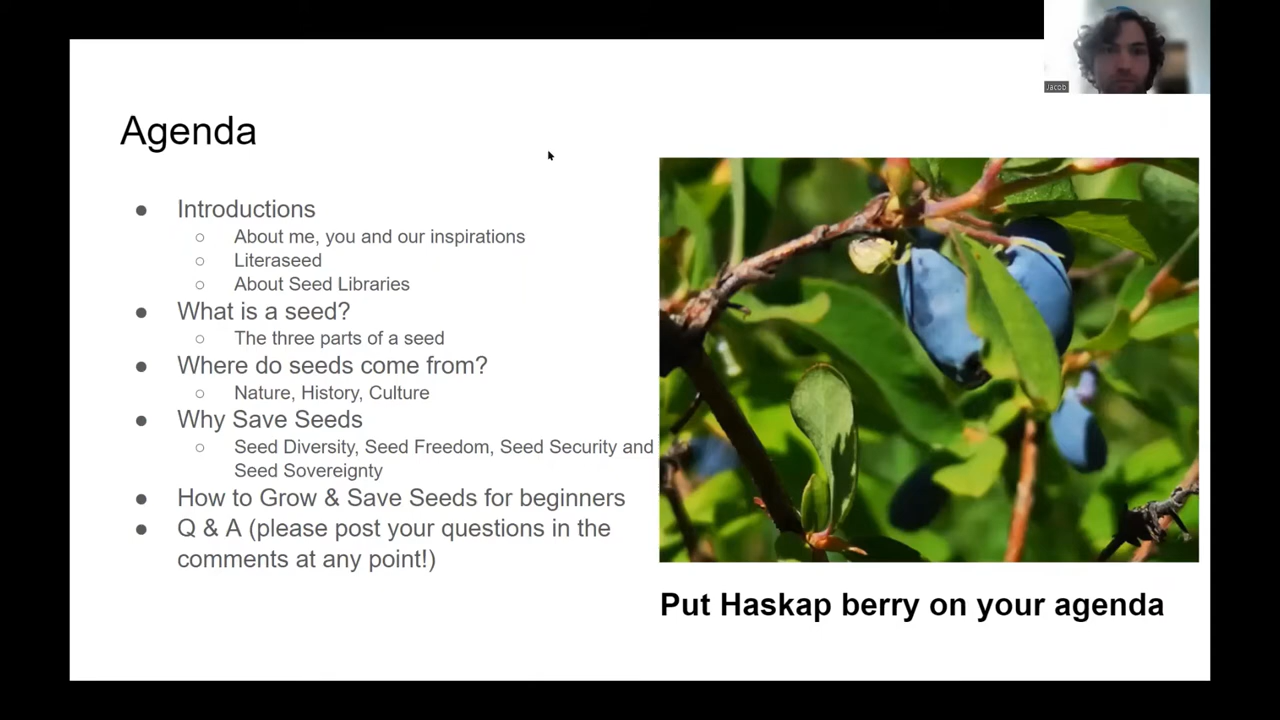 Jacob
Agenda
● Introductions
○ About me, you and our inspirations
○ Literaseed
○ About Seed Libraries
● What is a seed?
○ The three parts of a seed
● Where do seeds come from?
○ Nature, History, Culture
● Why Save Seeds
○ Seed Diversity, Seed Freedom, Seed Security and
Seed Sovereignty
● How to Grow & Save Seeds for beginners
● Q & A (please post your questions in the
comments at any point!)
Put Haskap berry on your agenda